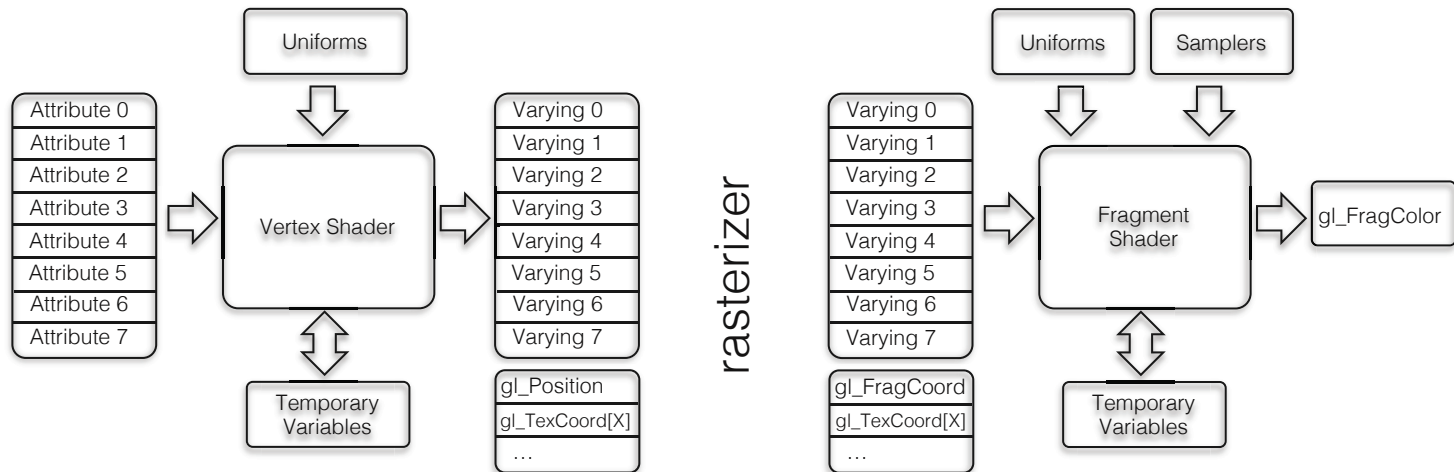 Uniforms
Attribute 0
Attribute 1
Attribute 2
Attribute 3
Attribute 4
Attribute 5
Attribute 6
Attribute 7
Vertex Shader
Temporary
Variables
Varying 0
Varying 1
Varying 2
Varying 3
Varying 4
Varying 5
Varying 6
Varying 7
gl_Position
gl_TexCoord[X]
...
rasterizer
Uniforms
Samplers
Varying 0
Varying 1
Varying 2
Varying 3
Varying 4
Varying 5
Varying 6
Varying 7
gl_FragCoord
gl_TexCoord[X]
...
Fragment
Shader
Temporary
Variables
gl_FragColor